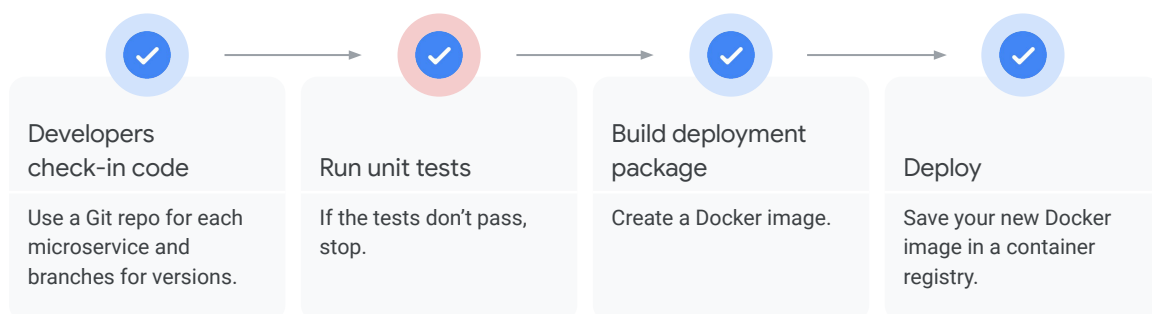 Developers
check-in code
Use a Git repo for each
microservice and
branches for versions.
Run unit tests
If the tests don’t pass,
stop.
Build deployment
package
Create a Docker image.
Deploy
Save your new Docker
image in a container
registry.